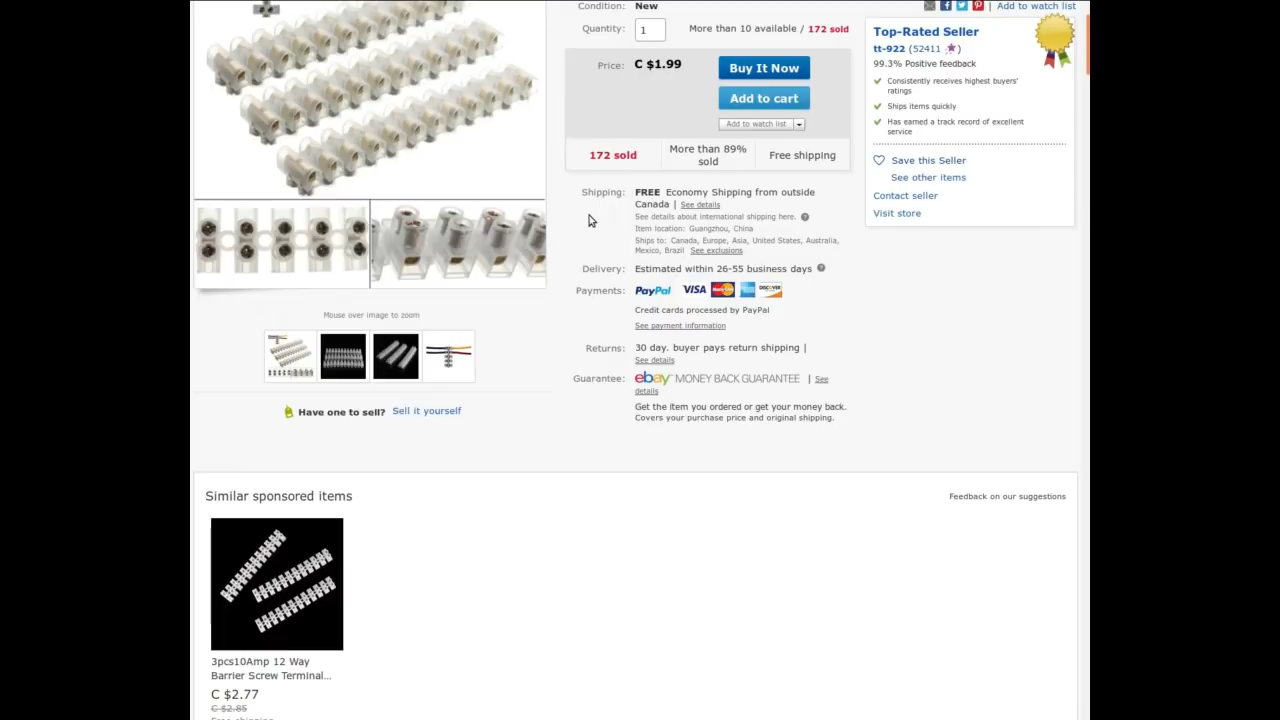 Condition: New
| Add to watch list
Quantity: 1 More than 10 available / 172 sold
Price: C $1.99
Buy It Now
Add to cart
Add to watch list
172 sold
More than 89%
sold
Free shipping
Shipping: FREE Economy Shipping from outside
Canada | See details
See details about international shipping here.
Item location: Guangzhou, China
Ships to: Canada, Europe, Asia, United States, Australia,
Mexico, Brazil See exclusions
Delivery: Estimated within 26-55 business days
Payments: PayPal VISA MasterCard DISCOVER
Credit cards processed by PayPal
See payment information
Returns: 30 day. buyer pays return shipping |
See details
Guarantee: ebay MONEY BACK GUARANTEE | See
details
Get the item you ordered or get your money back.
Covers your purchase price and original shipping.
Top-Rated Seller
tt-922 (52411 )
99.3% Positive feedback
Consistently receives highest buyers'
ratings
Ships items quickly
Has earned a track record of excellent
service
Save this Seller
See other items
Contact seller
Visit store
Mouse over image to zoom
Have one to sell? Sell it yourself
Similar sponsored items
Feedback on our suggestions
3pcs10Amp 12 Way
Barrier Screw Terminal...
C $2.77
C $2.85
Free shipping